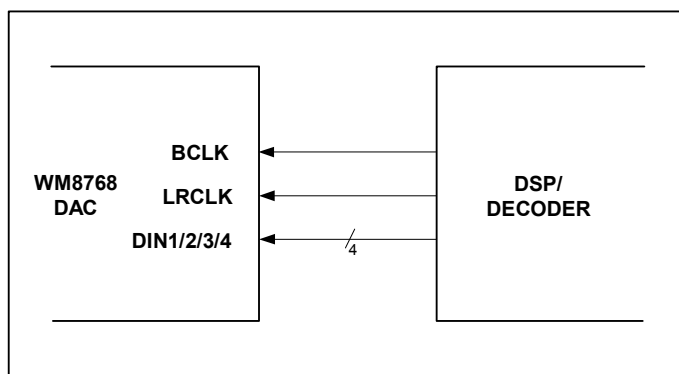 WM8768
DAC
BCLK
LRCLK
DIN1/2/3/4
4
DSP/
DECODER